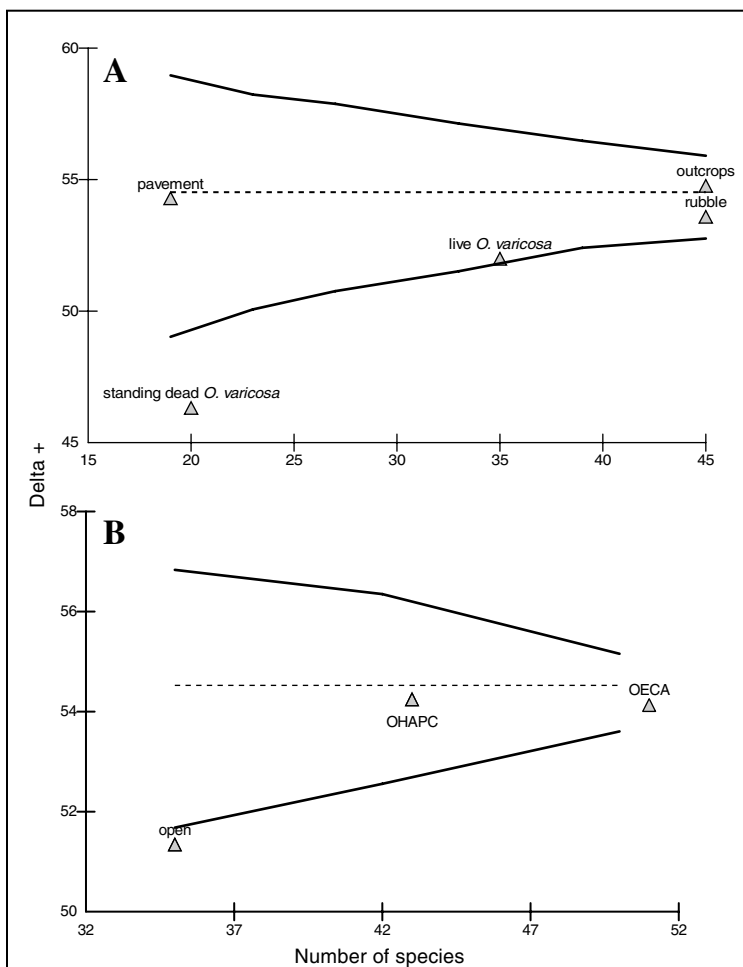 A
60
55
50
45
pavement
outcrops
rubble
live O. varicosa
standing dead O. varicosa
15 20 25 30 35 40 45
Delta +
B
58
56
54
52
50
OECA
OHAPC
open
32 37 42 47 52
Number of species